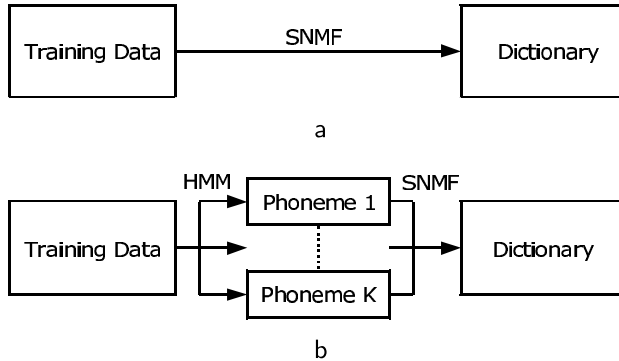 SNMF
Training Data
Dictionary
a
HMM
SNMF
Phoneme 1
Training Data
Dictionary
Phoneme K
b